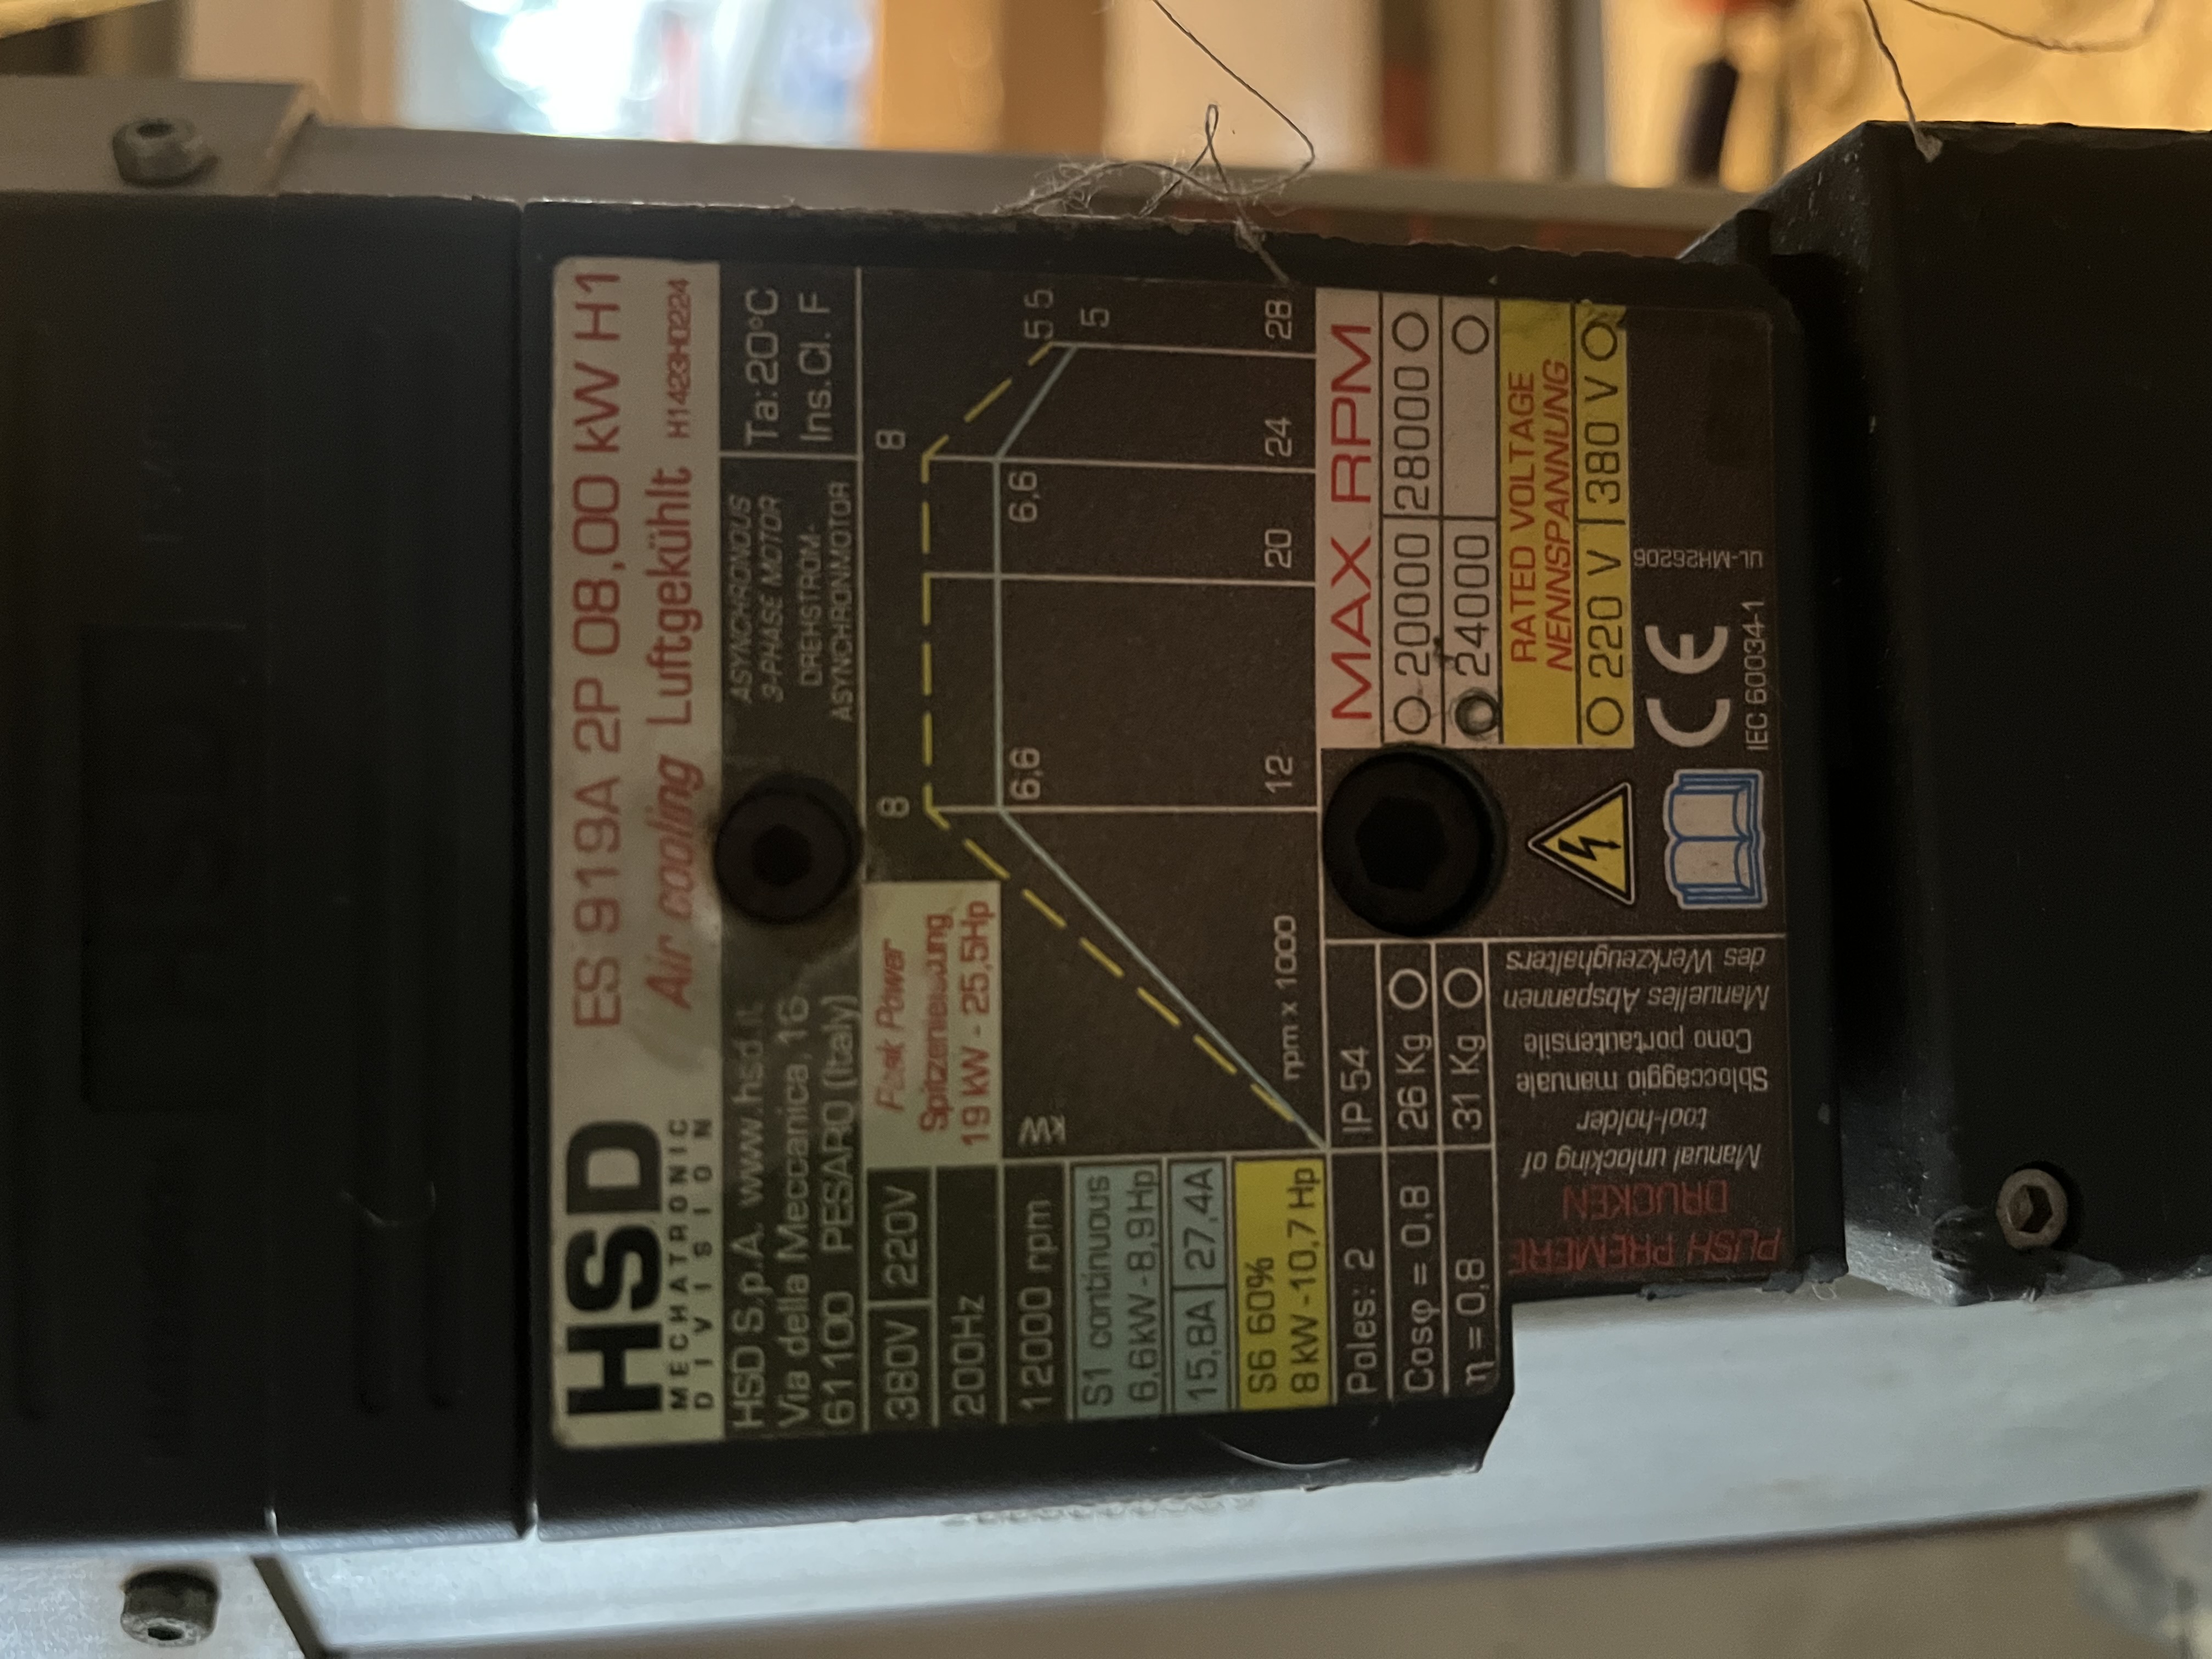 HSD
MECHATRONIC
DIVISION
ES 919A 2P 08,00 kW H1
Air cooling Luftgekühlt H1423H0224
HSD S.p.A. www.hsd.it
Via della Meccanica, 16
61100 PESARO (Italy)
ASYNCHRONOUS
3-PHASE MOTOR
DREHSTROM-
ASYNCHRONMOTOR
Ta:20°C
Ins.Cl. F
380V 220V
200Hz
12000 rpm
S1 continuous
6,6kW-8,9Hp
15,8A 27,4A
S6 60%
8kW-10,7Hp
Peak Power
Spitzenleistung
19 kW - 25,5Hp
kW
8 8
6,6 6,6
5 5
5
rpm x 1000 12 20 24 28
Poles: 2 IP 54
Cosφ = 0,8 26 Kg
η = 0,8 31 Kg
MAX RPM
20000 28000
24000
RATED VOLTAGE
NENNSPANNUNG
220 V 380 V
PUSH PREMERE
DRUCKEN
Manual unlocking of
tool-holder
Sbloccaggio manuale
Cono portautensile
Manuelles Abspannen
des Werkzeughalters
CE
IEC 60034-1
UL-MH26206